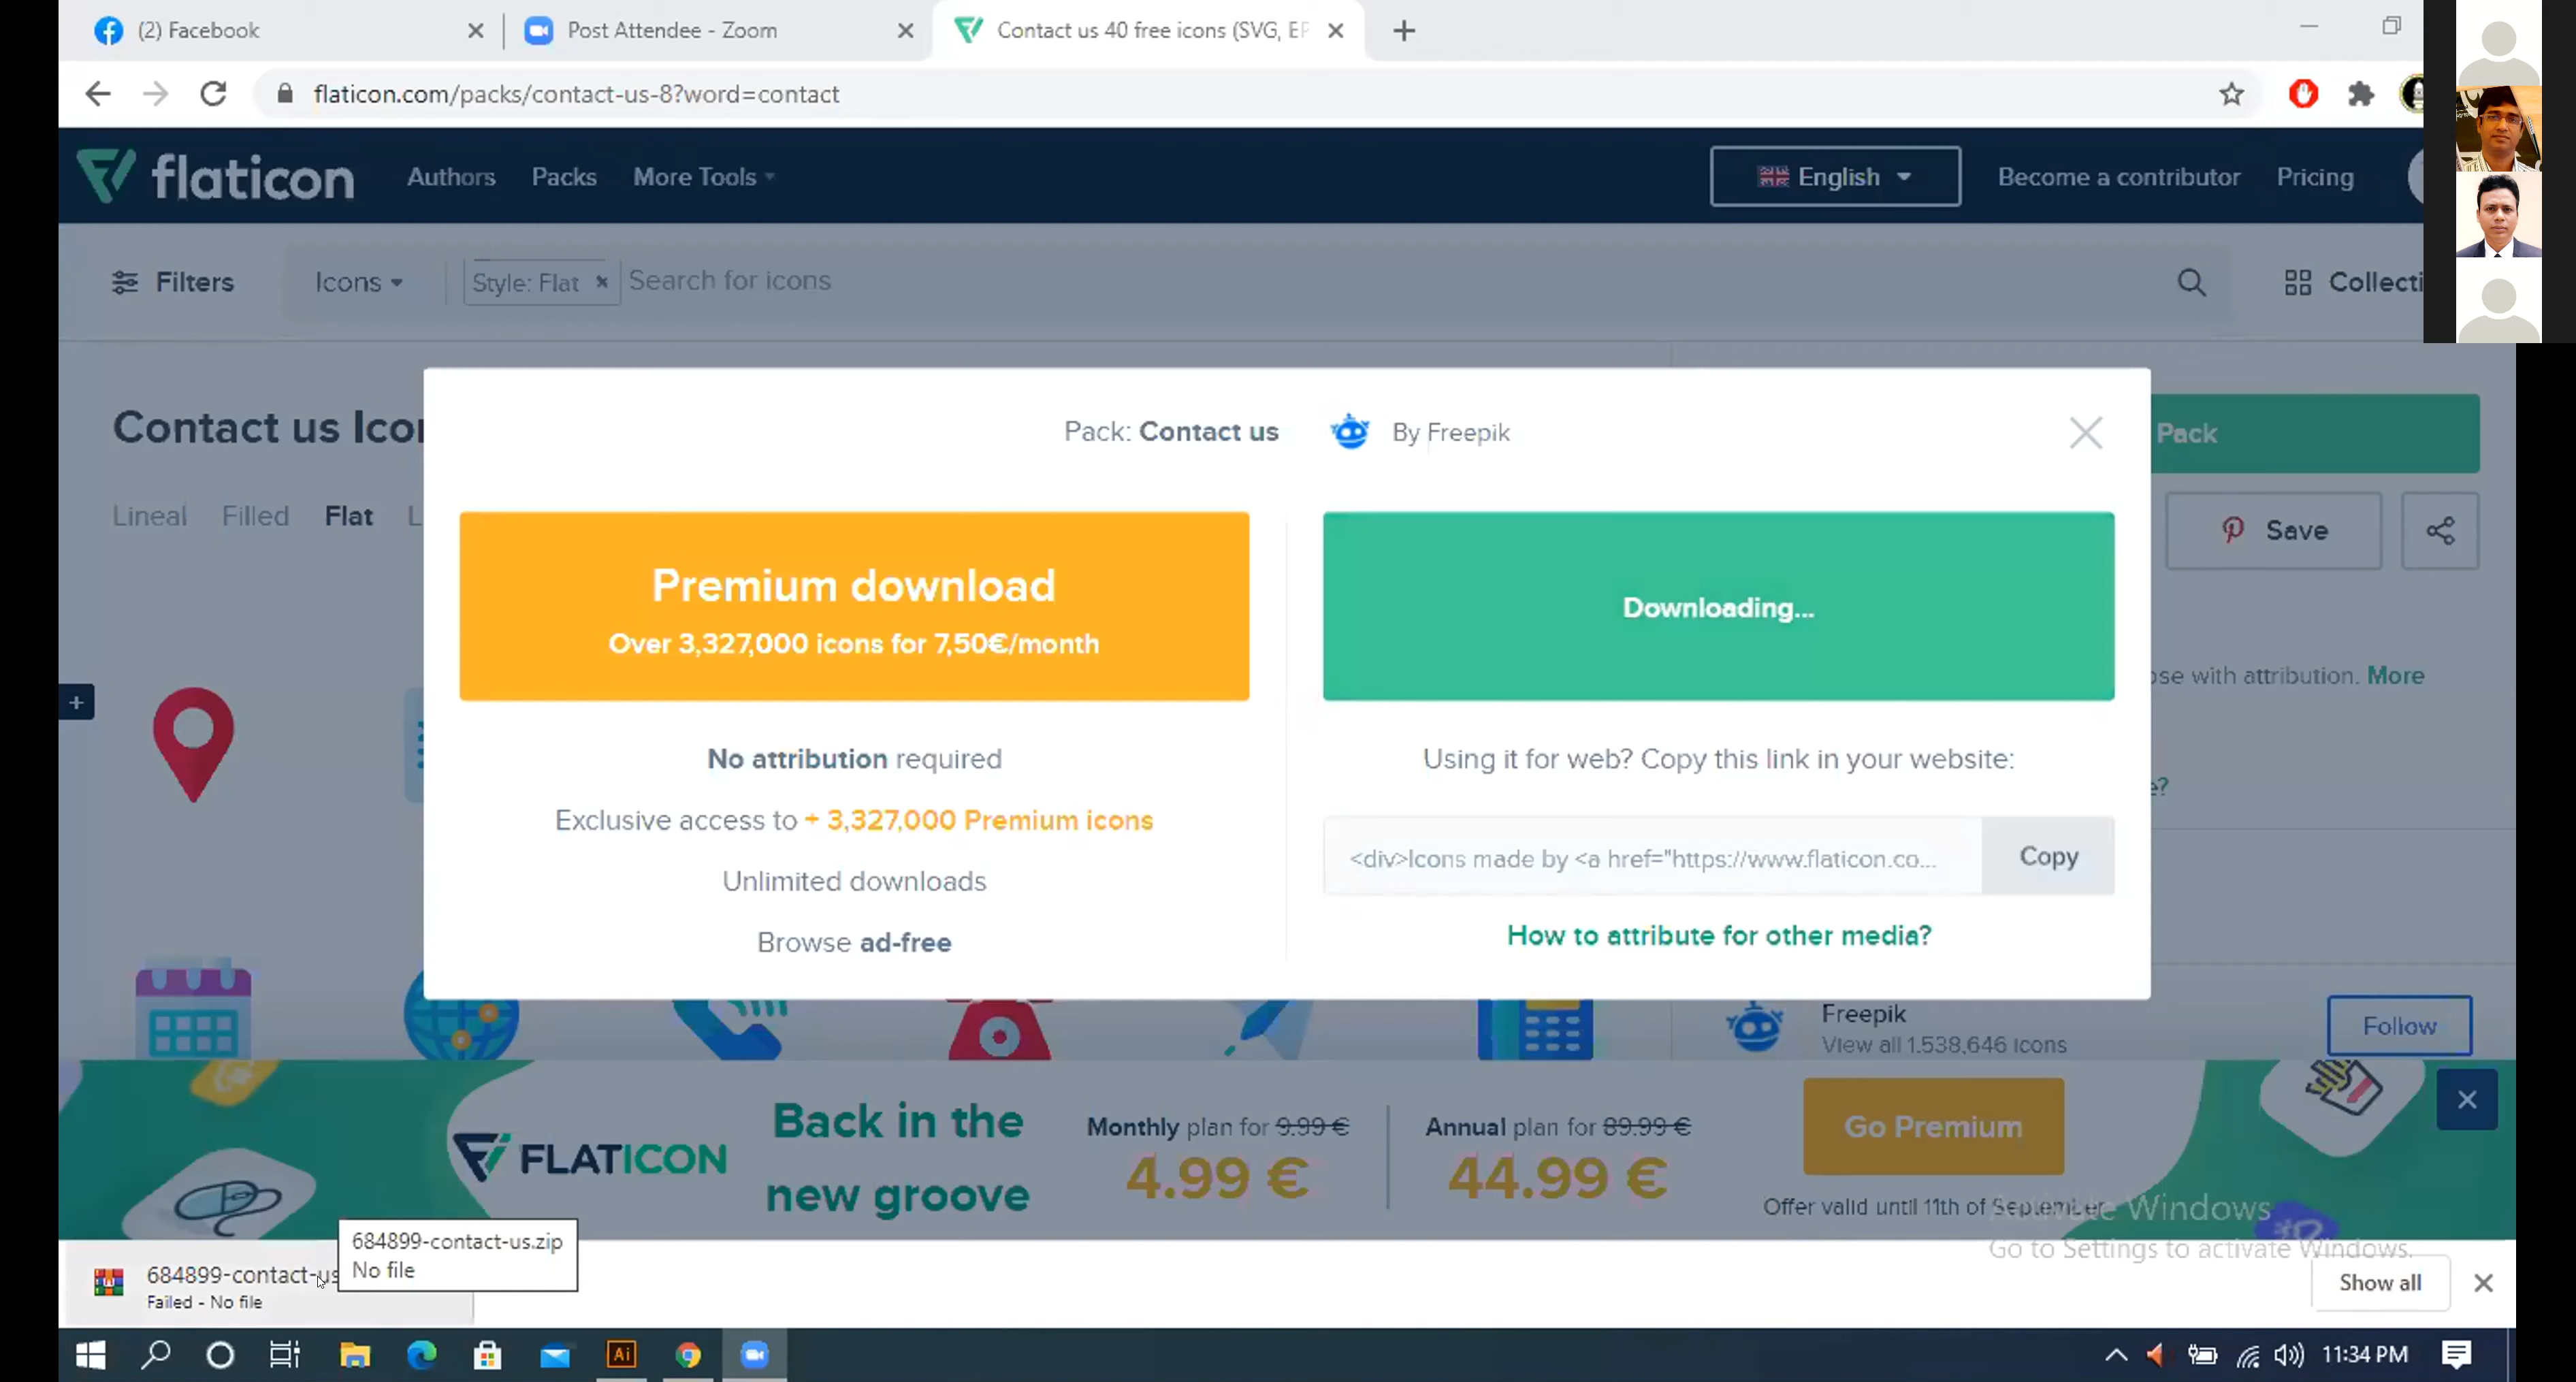 (2) Facebook
Post Attendee - Zoom
Contact us 40 free icons (SVG, EP
flaticon.com/packs/contact-us-8?word=contact
flaticon
Authors
Packs
More Tools
English
Become a contributor
Pricing
Filters
Icons
Style: Flat
Search for icons
Collecti
Contact us Ico
Pack: Contact us
By Freepik
Pack
Lineal
Filled
Flat
L
Save
Premium download
Over 3,327,000 icons for 7,50€/month
Downloading...
No attribution required
Exclusive access to + 3,327,000 Premium icons
Unlimited downloads
Browse ad-free
Using it for web? Copy this link in your website:
<div>Icons made by <a href="https://www.flaticon.co...
Copy
How to attribute for other media?
ose with attribution. More
e?
Freepik
View all 1,538,646 icons
Follow
FLATICON
Back in the
new groove
Monthly plan for 9.99 €
4.99 €
Annual plan for 89.99 €
44.99 €
Go Premium
Offer valid until 11th of September
Activate Windows
Go to Settings to activate Windows.
684899-contact-us.zip
No file
684899-contact-us
Failed - No file
Show all
Ai
11:34 PM